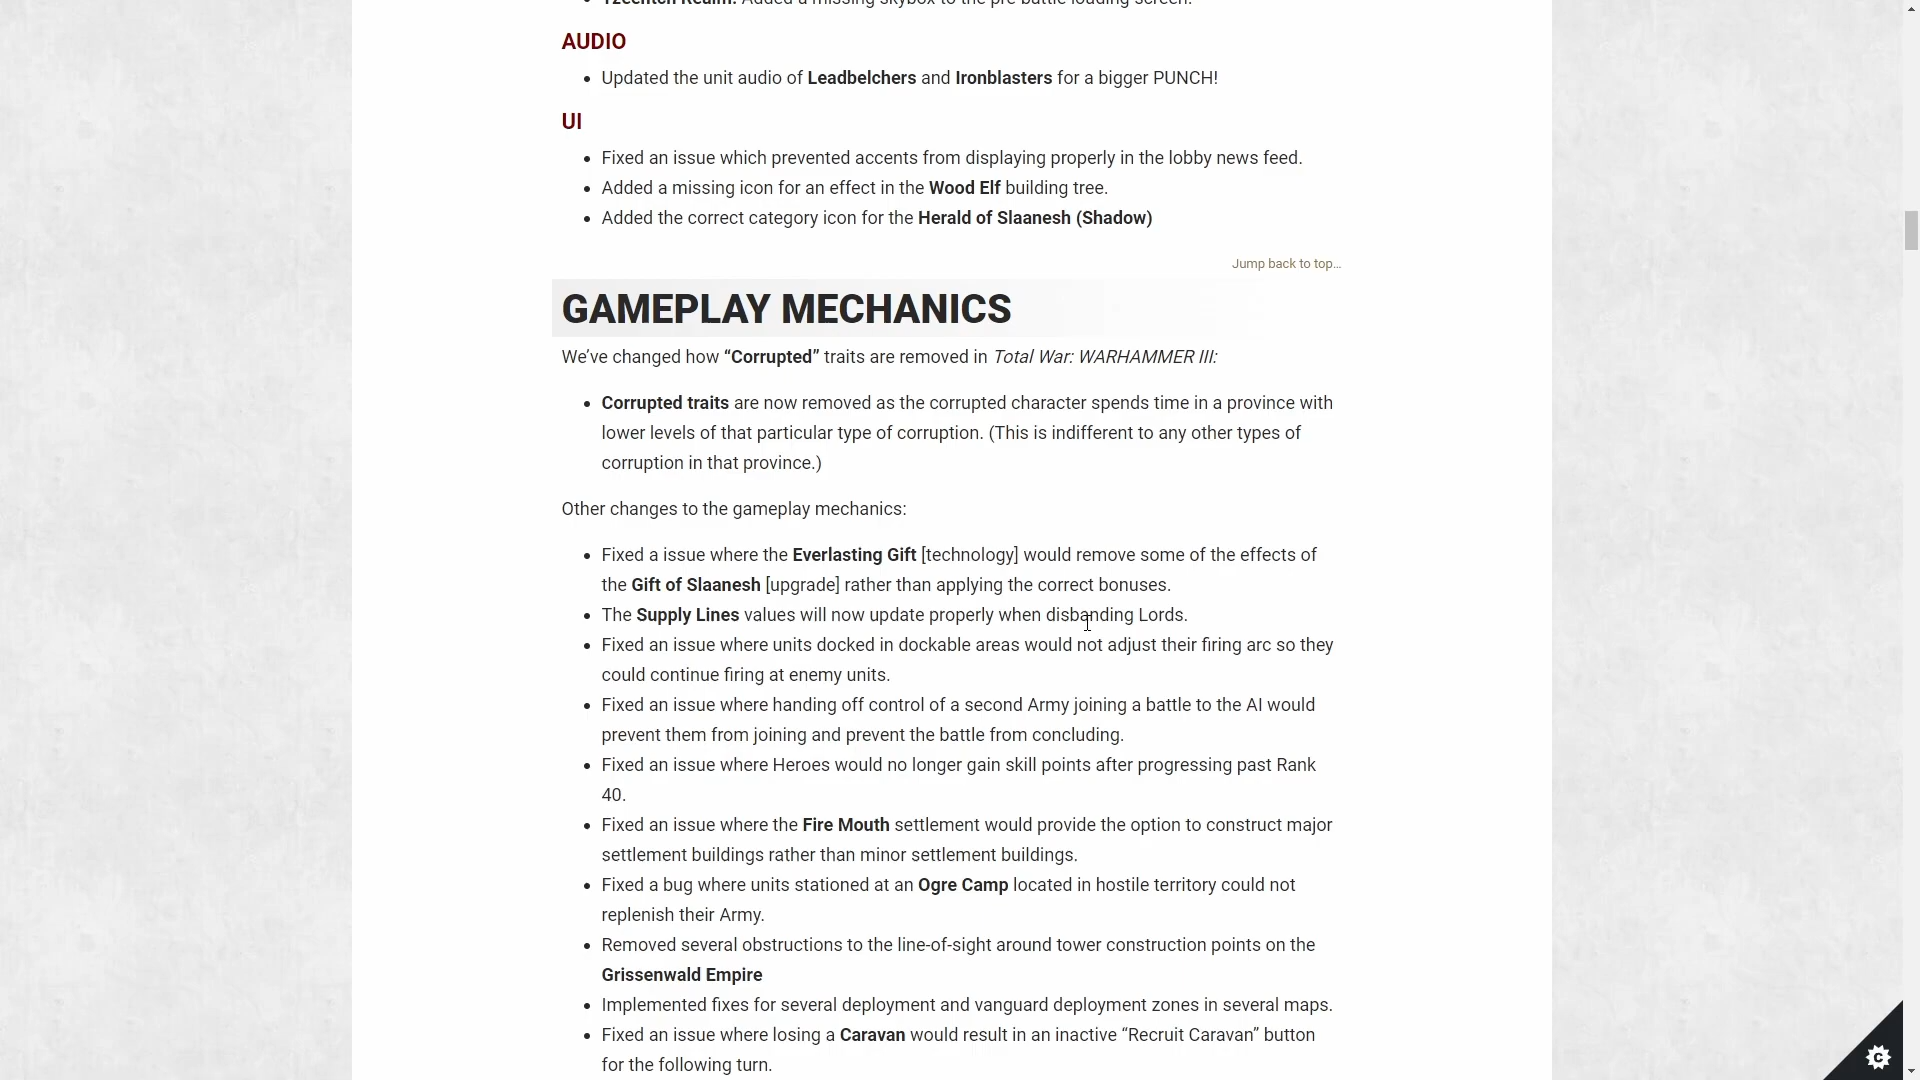 Tzeentch Realm: Added a missing skybox to the pre-battle loading screen.
AUDIO
• Updated the unit audio of Leadbelchers and Ironblasters for a bigger PUNCH!
UI
• Fixed an issue which prevented accents from displaying properly in the lobby news feed.
• Added a missing icon for an effect in the Wood Elf building tree.
• Added the correct category icon for the Herald of Slaanesh (Shadow)
Jump back to top...
GAMEPLAY MECHANICS
We’ve changed how “Corrupted” traits are removed in Total War: WARHAMMER III:
• Corrupted traits are now removed as the corrupted character spends time in a province with
lower levels of that particular type of corruption. (This is indifferent to any other types of
corruption in that province.)
Other changes to the gameplay mechanics:
• Fixed a issue where the Everlasting Gift [technology] would remove some of the effects of
the Gift of Slaanesh [upgrade] rather than applying the correct bonuses.
• The Supply Lines values will now update properly when disbanding Lords.
• Fixed an issue where units docked in dockable areas would not adjust their firing arc so they
could continue firing at enemy units.
• Fixed an issue where handing off control of a second Army joining a battle to the AI would
prevent them from joining and prevent the battle from concluding.
• Fixed an issue where Heroes would no longer gain skill points after progressing past Rank
40.
• Fixed an issue where the Fire Mouth settlement would provide the option to construct major
settlement buildings rather than minor settlement buildings.
• Fixed a bug where units stationed at an Ogre Camp located in hostile territory could not
replenish their Army.
• Removed several obstructions to the line-of-sight around tower construction points on the
Grissenwald Empire
• Implemented fixes for several deployment and vanguard deployment zones in several maps.
• Fixed an issue where losing a Caravan would result in an inactive “Recruit Caravan” button
for the following turn.